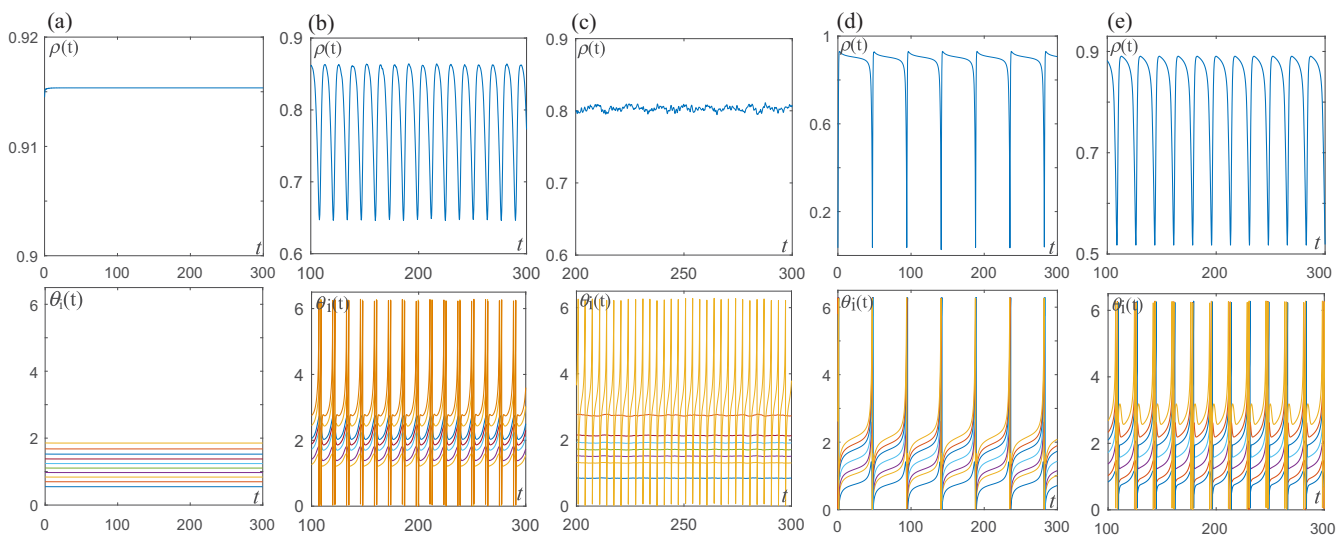 (a) (b) (c) (d) (e)
0.92 0.91 0.9 ρ(t) t 0 100 200 300
0.9 0.8 0.7 0.6 ρ(t) t 100 200 300
0.9 0.8 0.7 0.6 ρ(t) t 200 250 300
1 0.6 0.2 ρ(t) t 0 100 200 300
0.9 0.7 0.5 ρ(t) t 100 200 300
6 4 2 0 θi(t) t 0 100 200 300
6 4 2 0 θi(t) t 100 200 300
6 4 2 0 θi(t) t 200 250 300
6 4 2 0 θi(t) t 0 100 200 300
6 4 2 0 θi(t) t 100 200 300